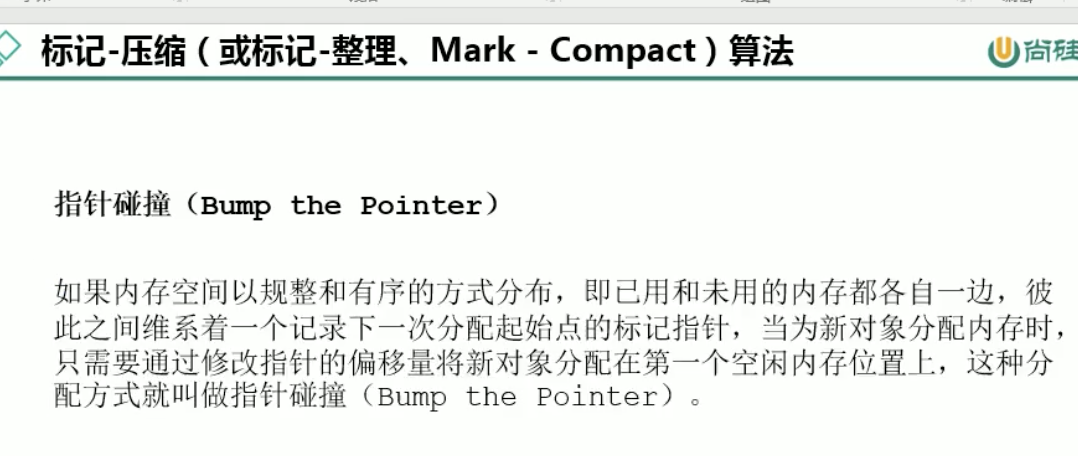 标记-压缩（或标记-整理、Mark - Compact）算法
尚硅
指针碰撞（Bump the Pointer）
如果内存空间以规整和有序的方式分布，即已用和未用的内存都各自一边，彼
此之间维系着一个记录下一次分配起始点的标记指针，当为新对象分配内存时，
只需要通过修改指针的偏移量将新对象分配在第一个空闲内存位置上，这种分
配方式就叫做指针碰撞（Bump the Pointer）。